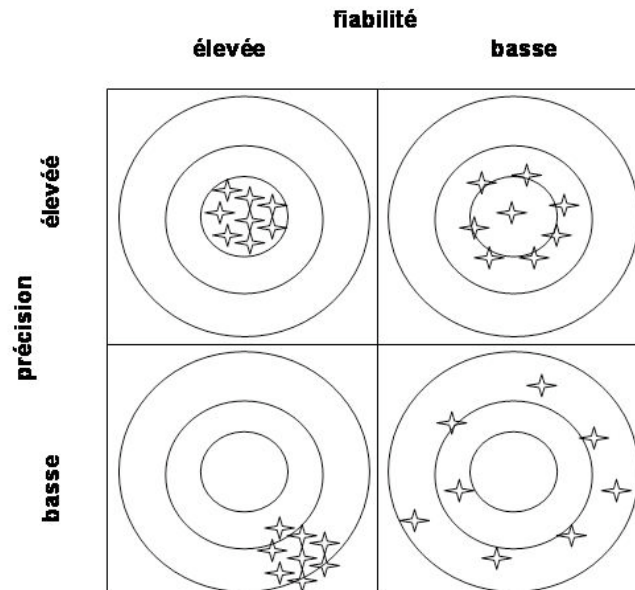 fiabilité
élevée basse
élevéé
précision
basse